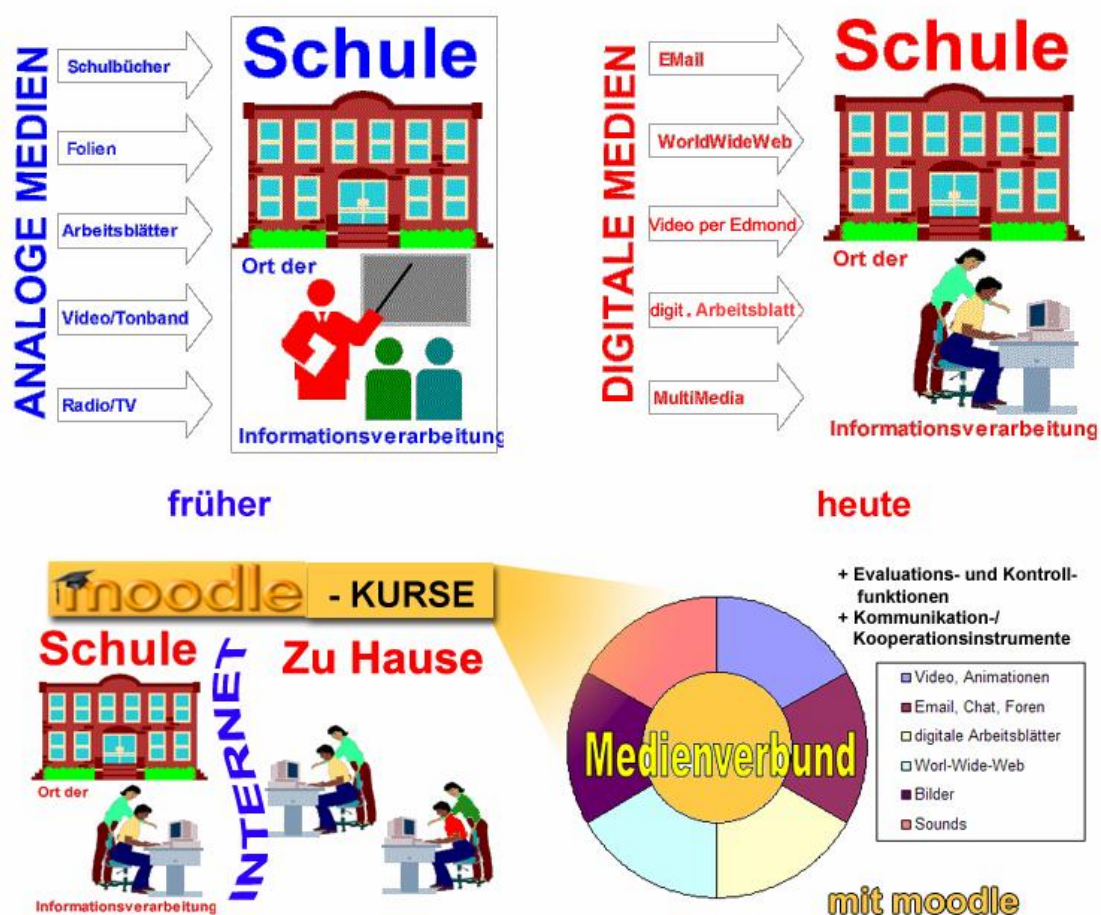 ANALOGE MEDIEN
Schulbücher
Folien
Arbeitsblätter
Video/Tonband
Radio/TV
Schule
Ort der
Informationsverarbeitung
früher
DIGITALE MEDIEN
EMail
WorldWideWeb
Video per Edmond
digit. Arbeitsblatt
MultiMedia
Schule
Ort der
Informationsverarbeitung
heute
moodle - KURSE
Schule
Ort der
Informationsverarbeitung
INTERNET
Zu Hause
Medienverbund
+ Evaluations- und Kontroll-
funktionen
+ Kommunikation-/
Kooperationsinstrumente
Video, Animationen
Email, Chat, Foren
digitale Arbeitsblätter
Worl-Wide-Web
Bilder
Sounds
mit moodle